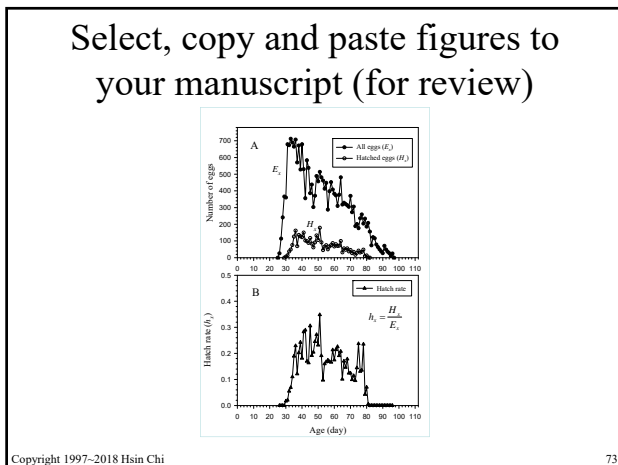 Select, copy and paste figures to
your manuscript (for review)
A
All eggs (Eₓ)
Hatched eggs (Hₓ)
Eₓ
Hₓ
Number of eggs
700
600
500
400
300
200
100
0
0 10 20 30 40 50 60 70 80 90 100 110
B
Hatch rate
hₓ = Hₓ / Eₓ
Hatch rate (hₓ)
0.5
0.4
0.3
0.2
0.1
0.0
0 10 20 30 40 50 60 70 80 90 100 110
Age (day)
Copyright 1997~2018 Hsin Chi
73